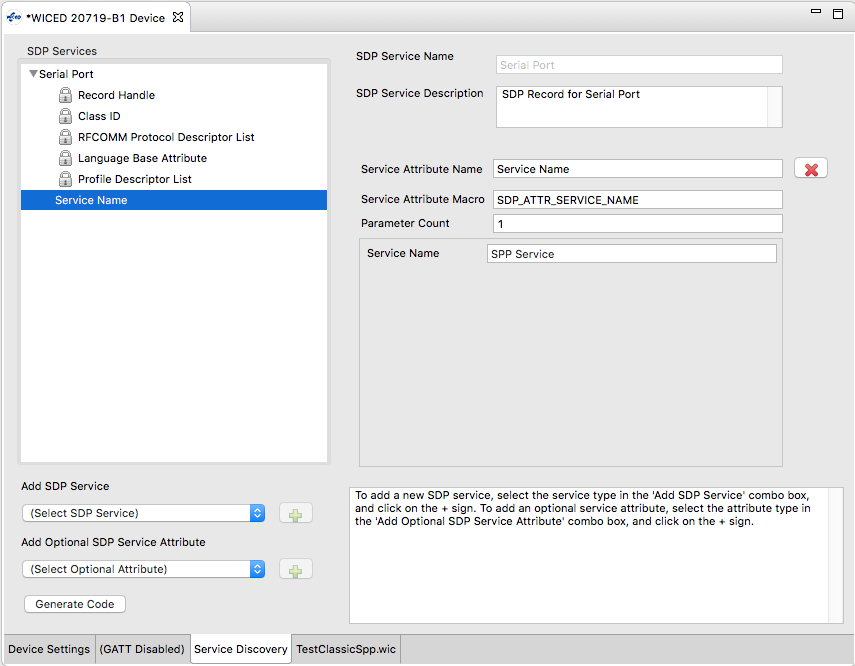 *WICED 20719-B1 Device
SDP Services
Serial Port
Record Handle
Class ID
RFCOMM Protocol Descriptor List
Language Base Attribute
Profile Descriptor List
Service Name
Add SDP Service
(Select SDP Service)
Add Optional SDP Service Attribute
(Select Optional Attribute)
Generate Code
SDP Service Name
Serial Port
SDP Service Description
SDP Record for Serial Port
Service Attribute Name
Service Name
Service Attribute Macro
SDP_ATTR_SERVICE_NAME
Parameter Count
1
Service Name
SPP Service
To add a new SDP service, select the service type in the 'Add SDP Service' combo box,
and click on the + sign. To add an optional service attribute, select the attribute type in
the 'Add Optional SDP Service Attribute' combo box, and click on the + sign.
Device Settings
(GATT Disabled)
Service Discovery
TestClassicSpp.wic